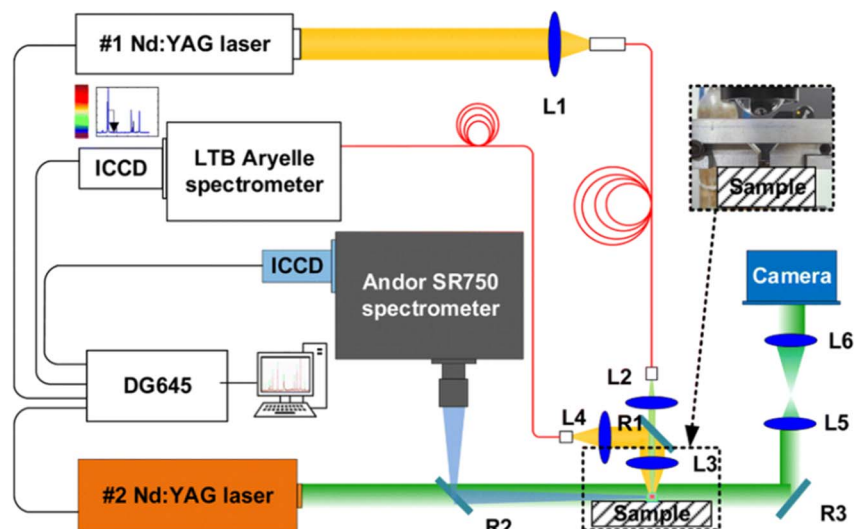 #1 Nd:YAG laser
L1
ICCD
LTB Aryelle
spectrometer
Sample
ICCD
Andor SR750
spectrometer
Camera
L6
DG645
L2
L4
R1
L5
L3
#2 Nd:YAG laser
R2
Sample
R3